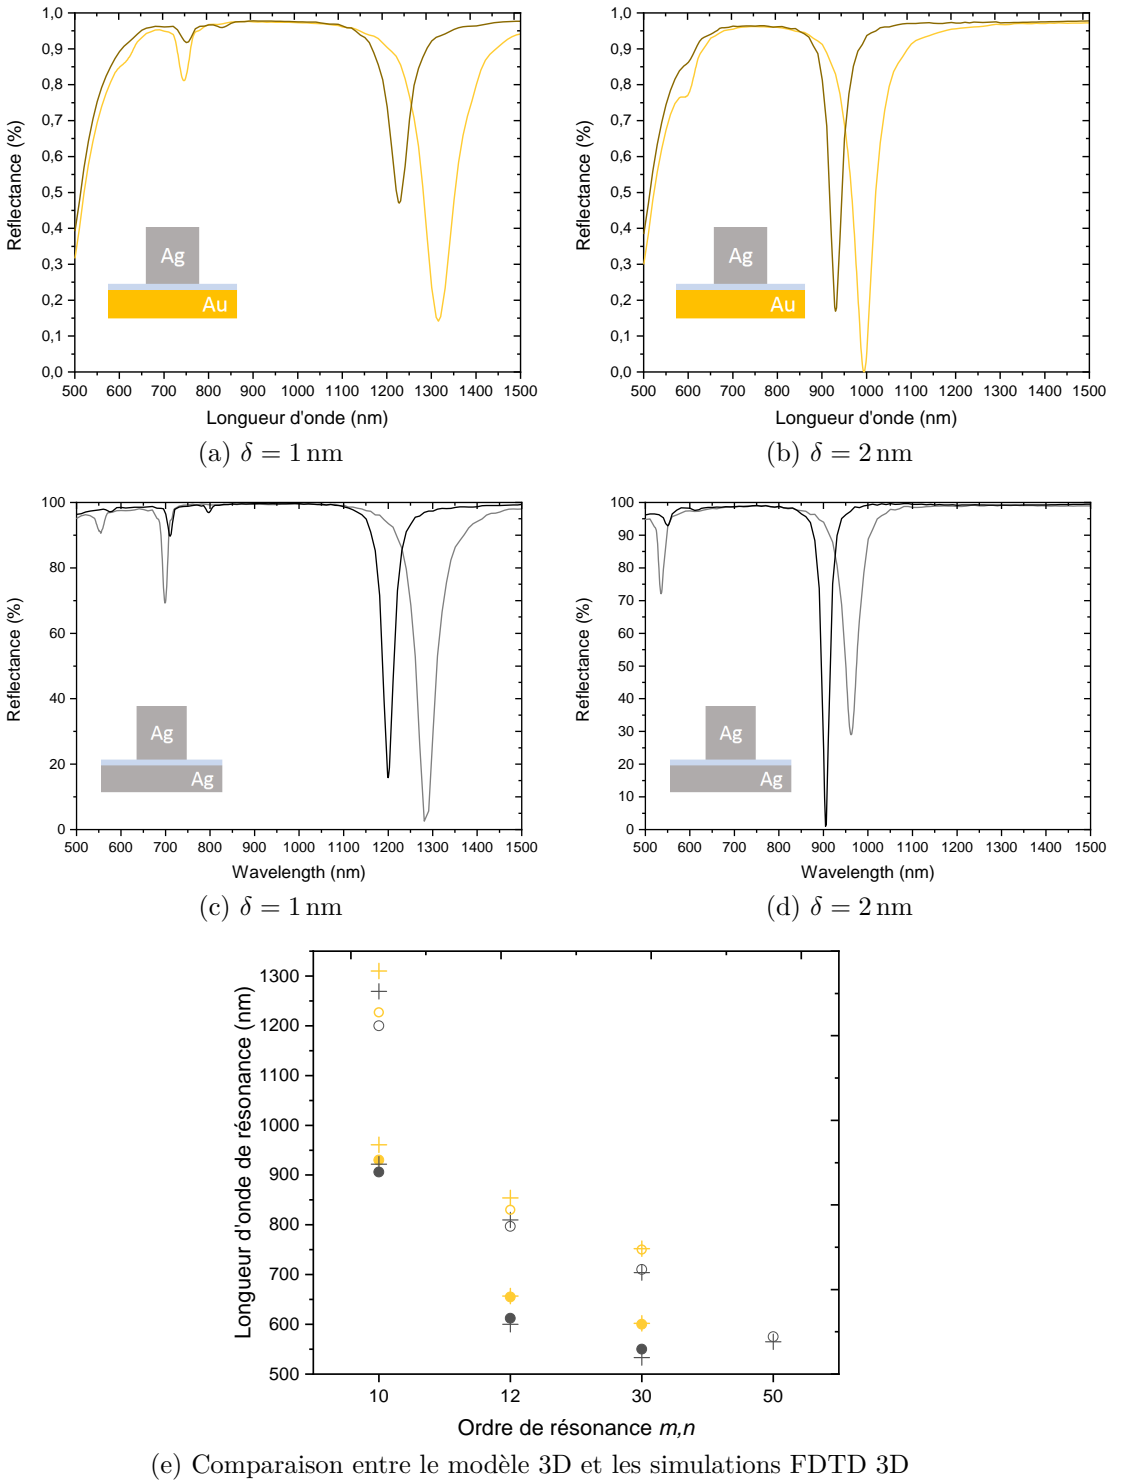 1,0
0,9
0,8
0,7
0,6
0,5
0,4
0,3
0,2
0,1
0,0
Reflectance (%)
Ag
Au
500 600 700 800 900 1000 1100 1200 1300 1400 1500
Longueur d'onde (nm)
(a) δ = 1 nm
1,0
0,9
0,8
0,7
0,6
0,5
0,4
0,3
0,2
0,1
0,0
Reflectance (%)
Ag
Au
500 600 700 800 900 1000 1100 1200 1300 1400 1500
Longueur d'onde (nm)
(b) δ = 2 nm
100
80
60
40
20
0
Reflectance (%)
Ag
Ag
500 600 700 800 900 1000 1100 1200 1300 1400 1500
Wavelength (nm)
(c) δ = 1 nm
100
90
80
70
60
50
40
30
20
10
0
Reflectance (%)
Ag
Ag
500 600 700 800 900 1000 1100 1200 1300 1400 1500
Wavelength (nm)
(d) δ = 2 nm
1300
1200
1100
1000
900
800
700
600
500
Longueur d'onde de résonance (nm)
10 12 30 50
Ordre de résonance m,n
(e) Comparaison entre le modèle 3D et les simulations FDTD 3D